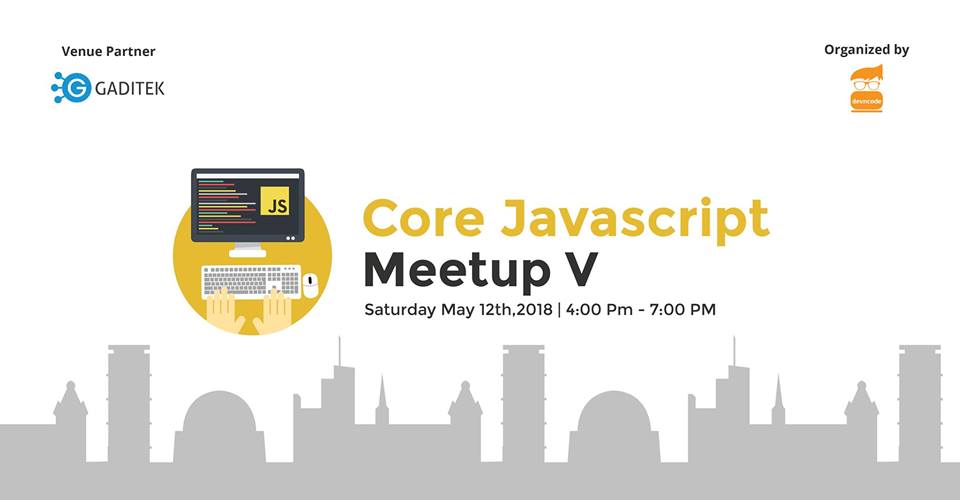 Venue Partner
G GADITEK
Organized by
devncode
JS
Core Javascript
Meetup V
Saturday May 12th,2018 | 4:00 Pm - 7:00 PM